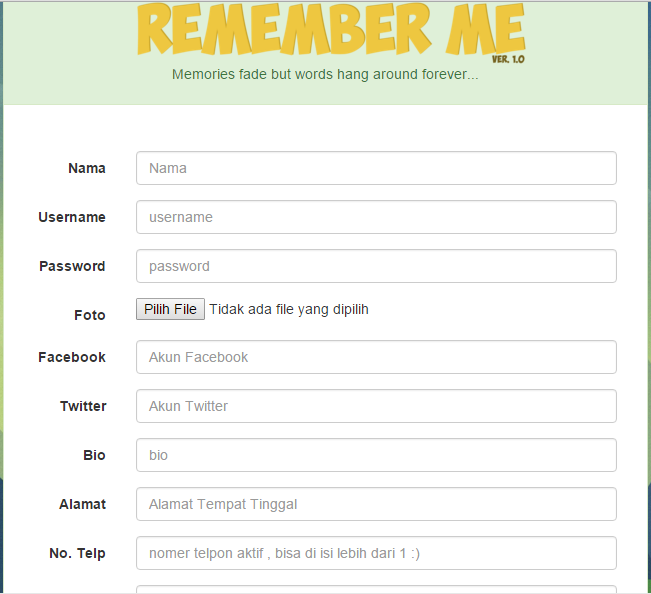 REMEMBER ME
VER. 1.0
Memories fade but words hang around forever...
Nama Nama
Username username
Password password
Foto Pilih File Tidak ada file yang dipilih
Facebook Akun Facebook
Twitter Akun Twitter
Bio bio
Alamat Alamat Tempat Tinggal
No. Telp nomer telpon aktif , bisa di isi lebih dari 1 :)